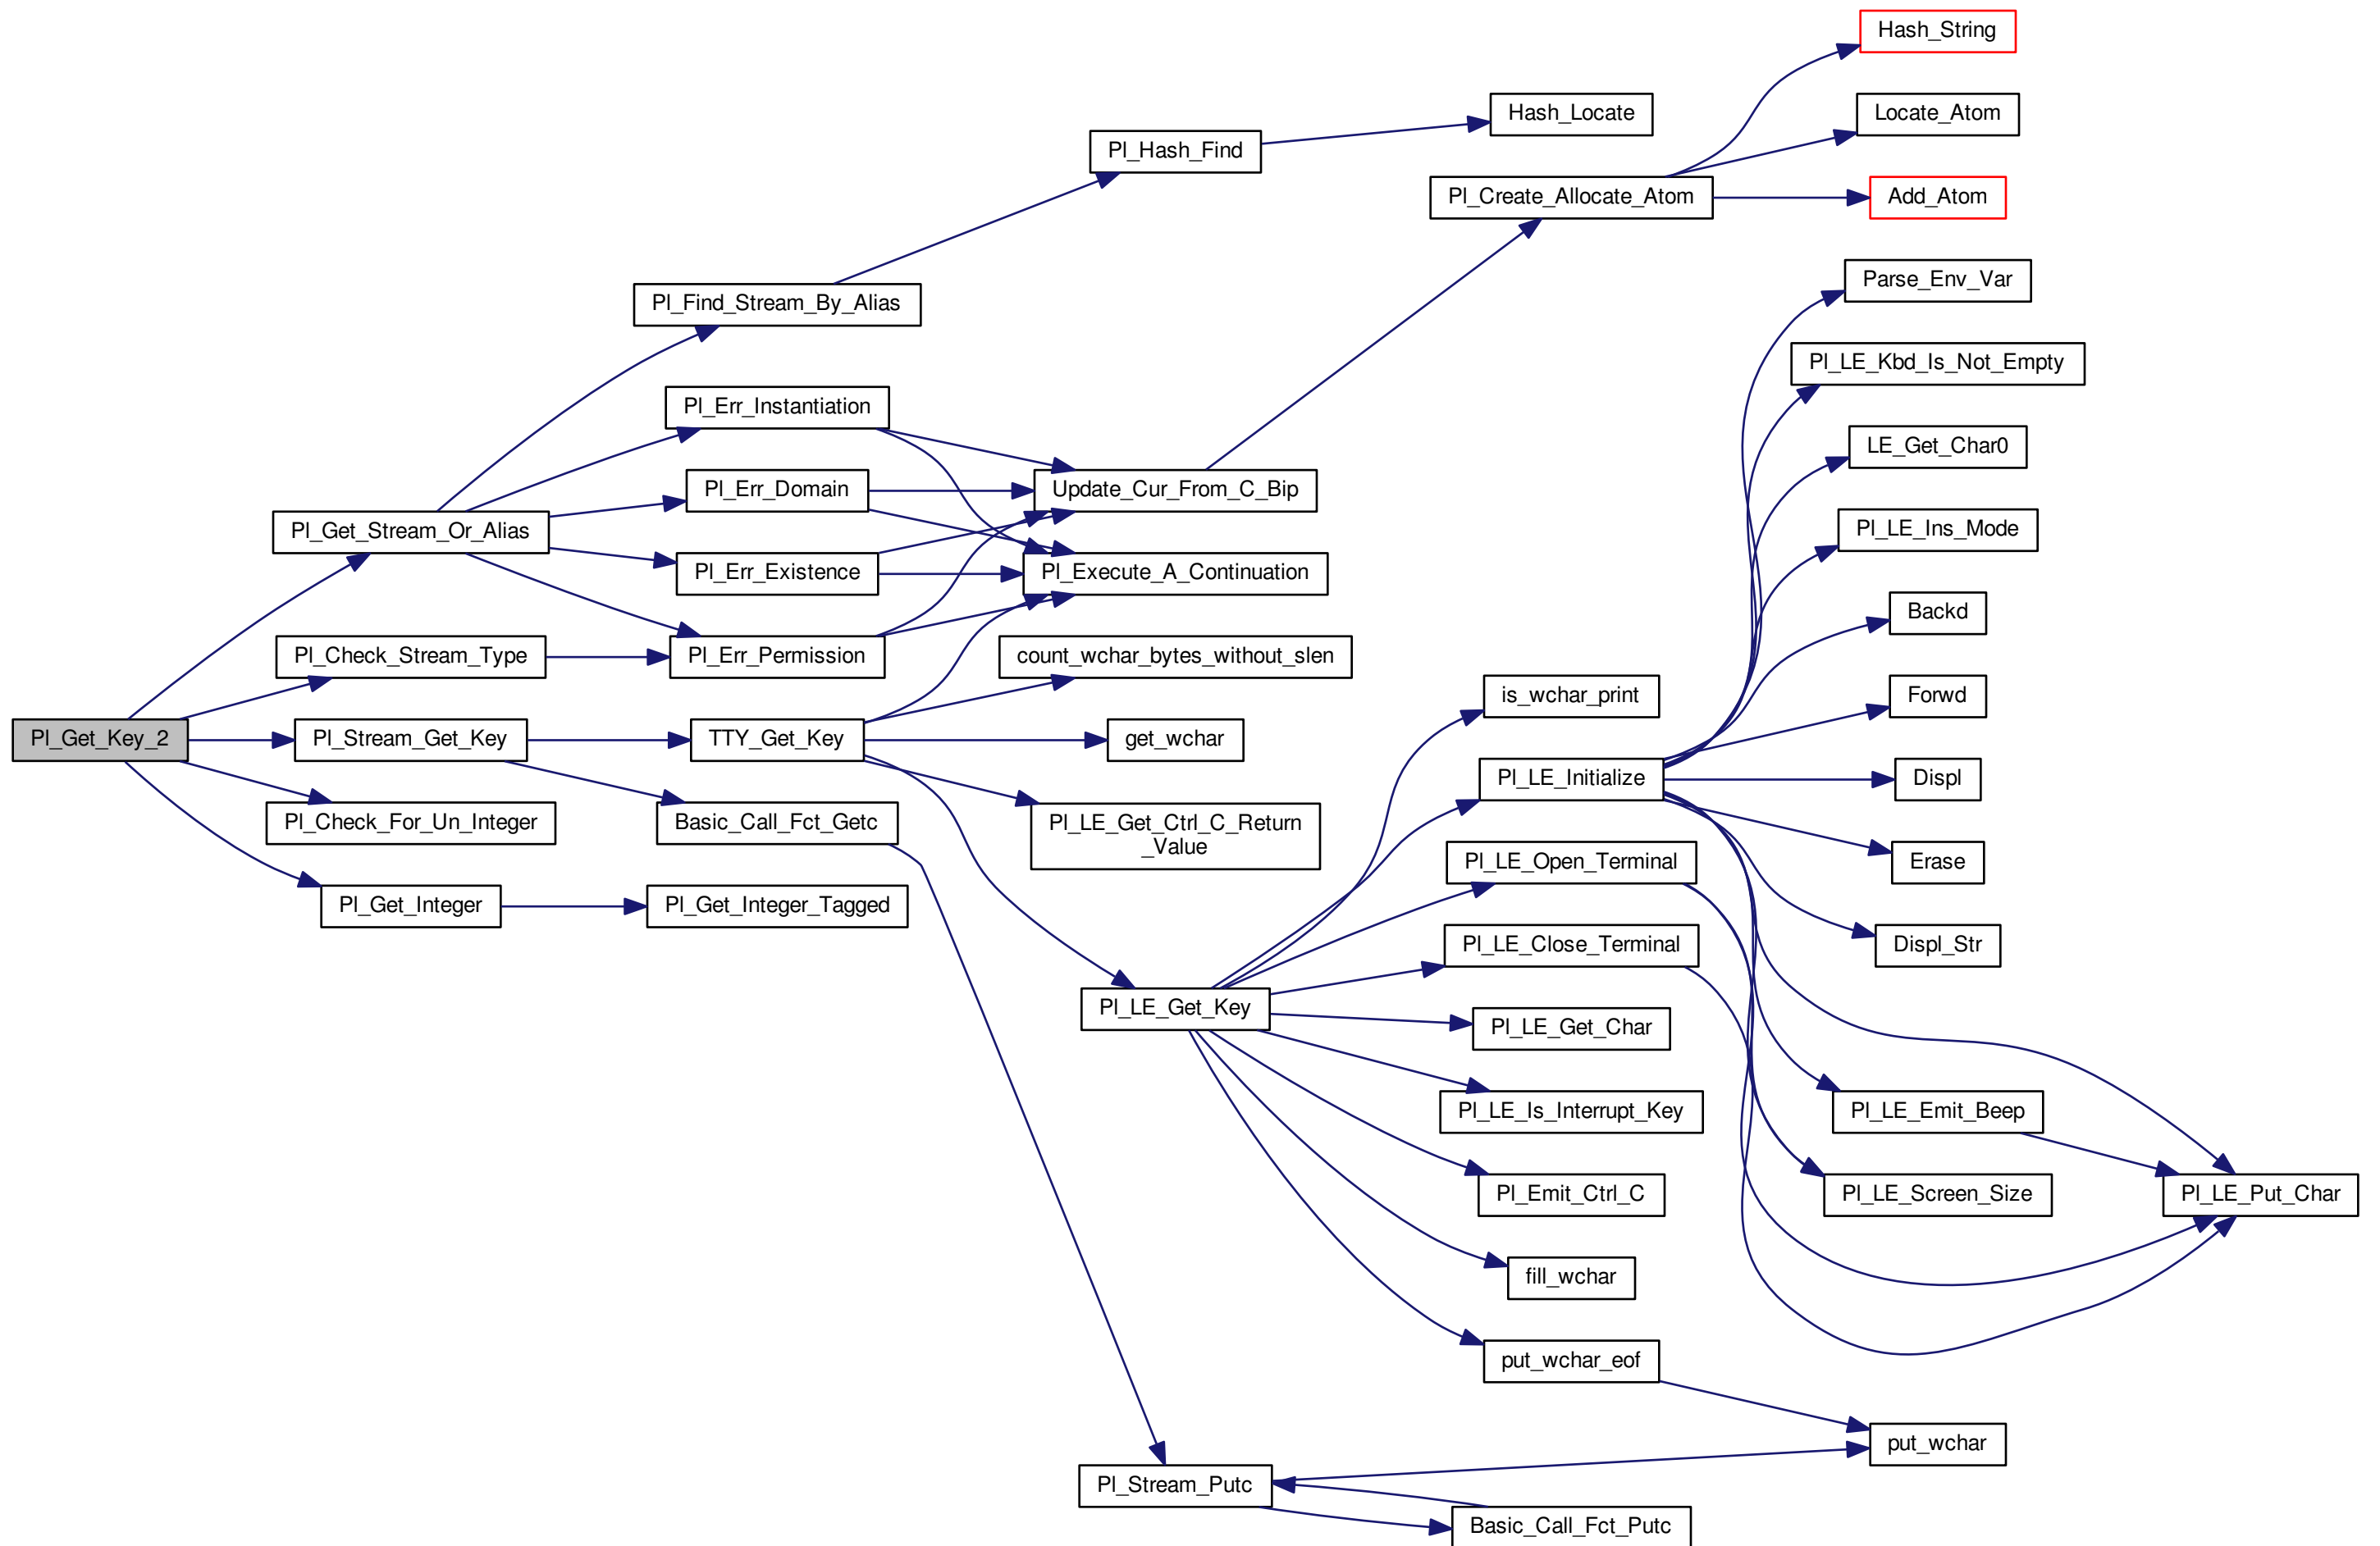 Hash_String
Hash_Locate
Locate_Atom
Pl_Hash_Find
Pl_Create_Allocate_Atom
Add_Atom
Parse_Env_Var
Pl_Find_Stream_By_Alias
Pl_LE_Kbd_Is_Not_Empty
Pl_Err_Instantiation
LE_Get_Char0
Pl_Err_Domain
Update_Cur_From_C_Bip
Pl_Get_Stream_Or_Alias
Pl_LE_Ins_Mode
Pl_Err_Existence
Pl_Execute_A_Continuation
Backd
Pl_Check_Stream_Type
Pl_Err_Permission
count_wchar_bytes_without_slen
is_wchar_print
Forwd
Pl_Get_Key_2
Pl_Stream_Get_Key
TTY_Get_Key
get_wchar
Pl_LE_Initialize
Displ
Pl_Check_For_Un_Integer
Basic_Call_Fct_Getc
Pl_LE_Get_Ctrl_C_Return
_Value
Pl_LE_Open_Terminal
Erase
Pl_Get_Integer
Pl_Get_Integer_Tagged
Pl_LE_Close_Terminal
Displ_Str
Pl_LE_Get_Key
Pl_LE_Get_Char
Pl_LE_Is_Interrupt_Key
Pl_LE_Emit_Beep
Pl_Emit_Ctrl_C
Pl_LE_Screen_Size
Pl_LE_Put_Char
fill_wchar
put_wchar_eof
put_wchar
Pl_Stream_Putc
Basic_Call_Fct_Putc